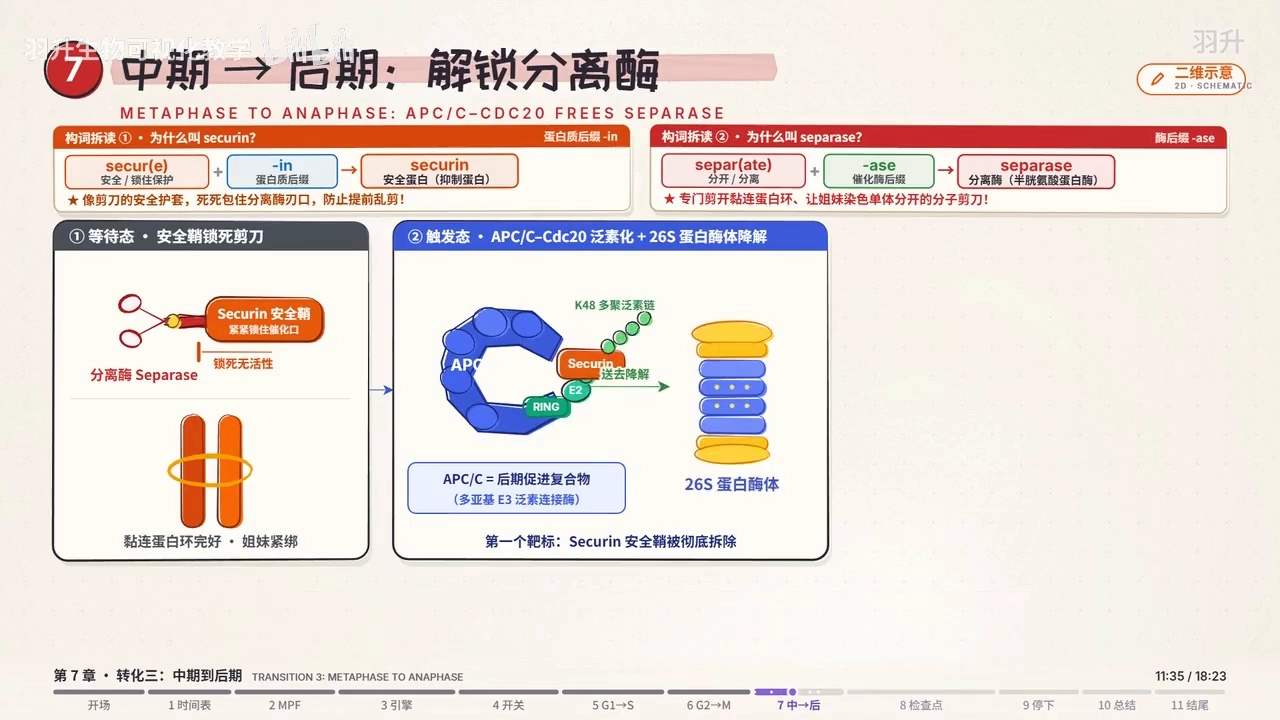 羽升生物可视化教学
羽升
7
中期 → 后期：解锁分离酶
二维示意
2D · SCHEMATIC
METAPHASE TO ANAPHASE: APC/C–CDC20 FREES SEPARASE
构词拆读 ① · 为什么叫 securin?
蛋白质后缀 -in
secur(e)
安全 / 锁住保护
+
-in
蛋白质后缀
→
securin
安全蛋白（抑制蛋白）
★ 像剪刀的安全护套，死死包住分离酶刃口，防止提前乱剪！
构词拆读 ② · 为什么叫 separase?
酶后缀 -ase
separ(ate)
分开 / 分离
+
-ase
催化酶后缀
→
separase
分离酶（半胱氨酸蛋白酶）
★ 专门剪开黏连蛋白环、让姐妹染色单体分开的分子剪刀！
① 等待态 · 安全鞘锁死剪刀
Securin 安全鞘
紧紧锁住催化口
锁死无活性
分离酶 Separase
黏连蛋白环完好 · 姐妹紧绑
② 触发态 · APC/C–Cdc20 泛素化 + 26S 蛋白酶体降解
K48 多聚泛素链
APC
Securin
送去降解
E2
RING
26S 蛋白酶体
APC/C = 后期促进复合物
（多亚基 E3 泛素连接酶）
第一个靶标：Securin 安全鞘被彻底拆除
第 7 章 · 转化三：中期到后期 TRANSITION 3: METAPHASE TO ANAPHASE
11:35 / 18:23
开场 1 时间表 2 MPF 3 引擎 4 开关 5 G1→S 6 G2→M 7 中→后 8 检查点 9 停下 10 总结 11 结尾